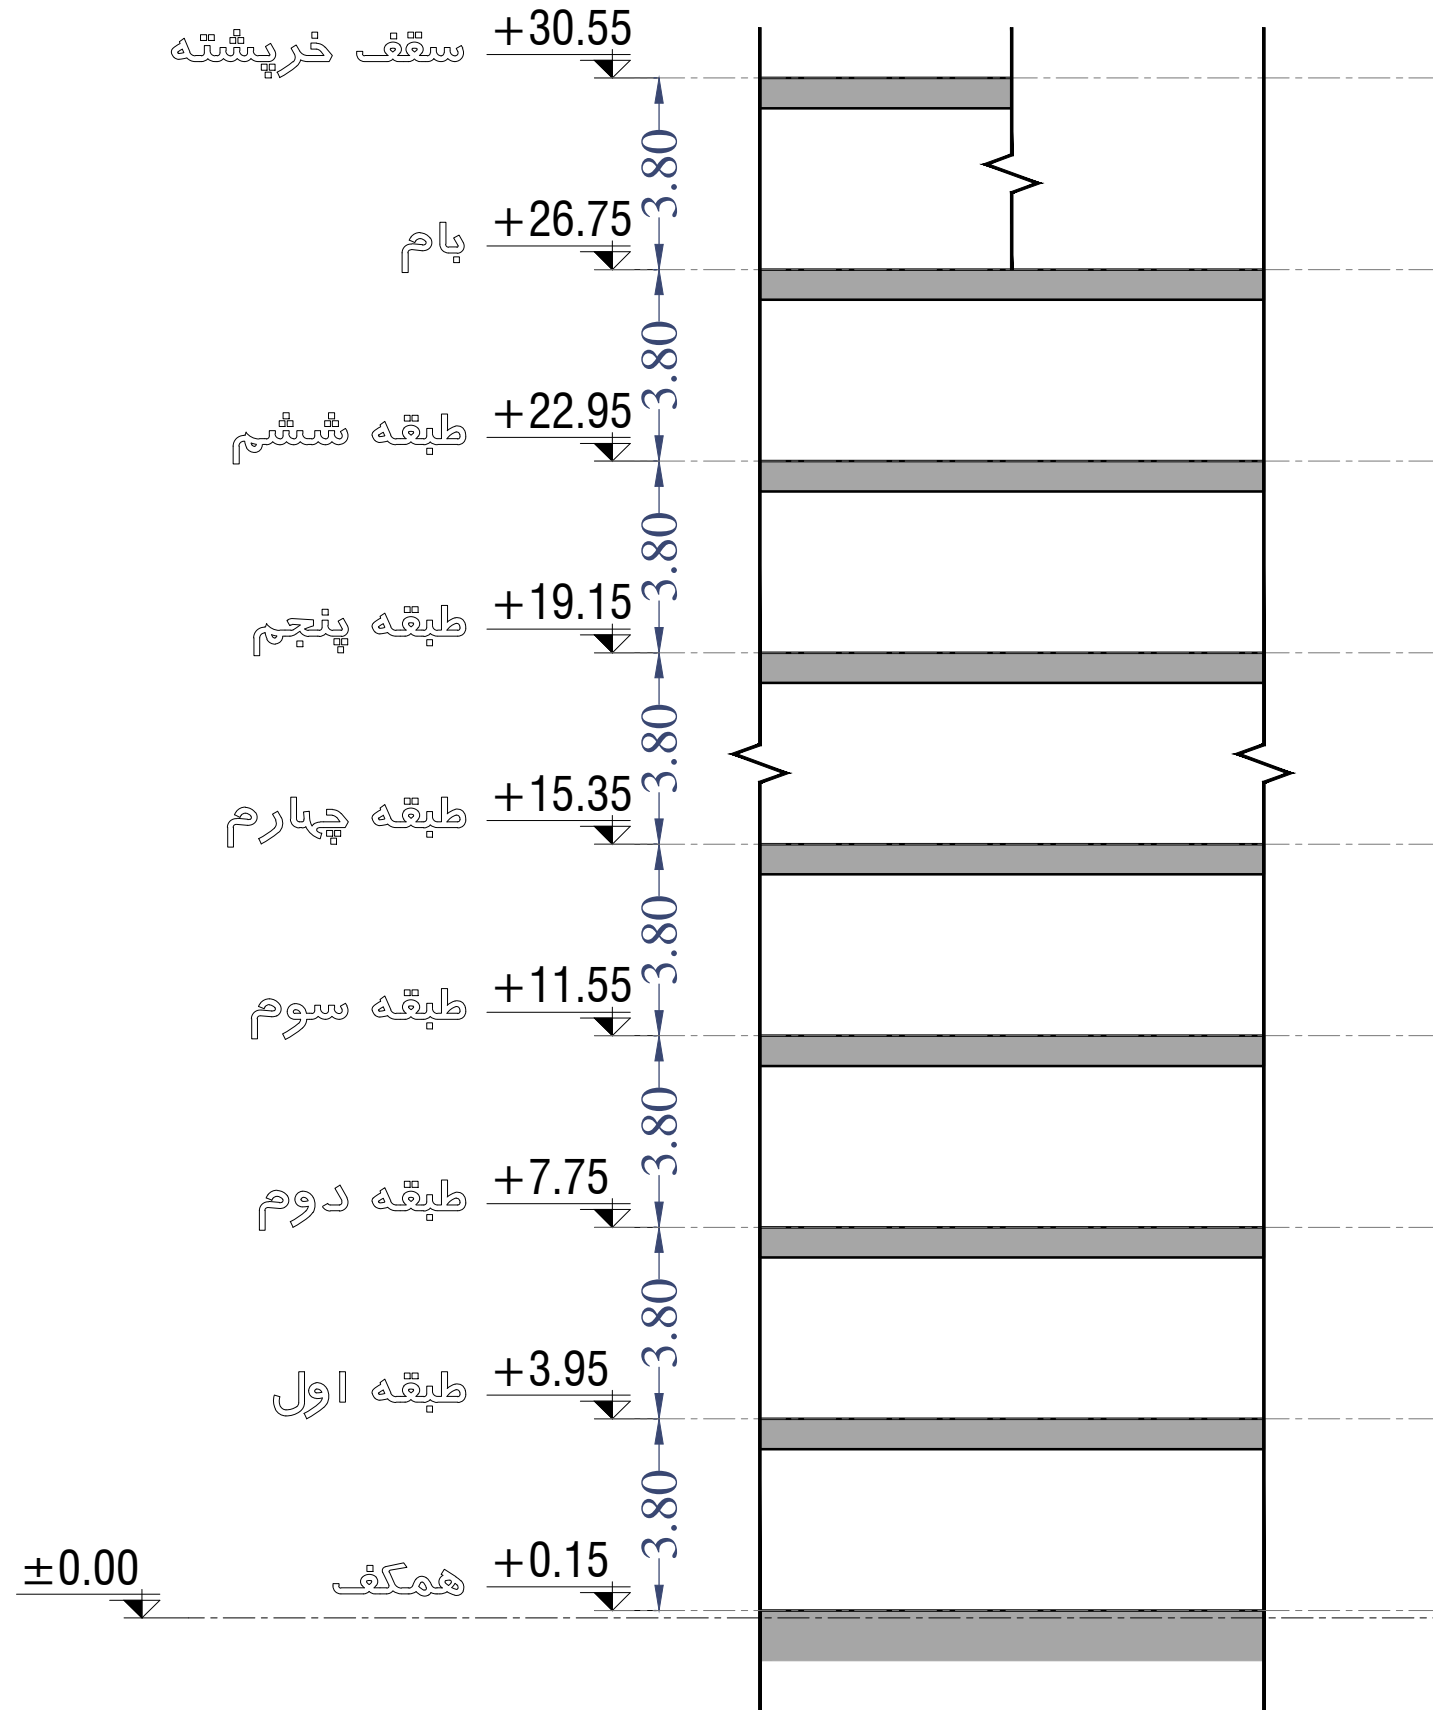 سقف خرپشته +30.55
3.80
بام +26.75
3.80
طبقه ششم +22.95
3.80
طبقه پنجم +19.15
3.80
طبقه چهارم +15.35
3.80
طبقه سوم +11.55
3.80
طبقه دوم +7.75
3.80
طبقه اول +3.95
3.80
همکف +0.15
±0.00